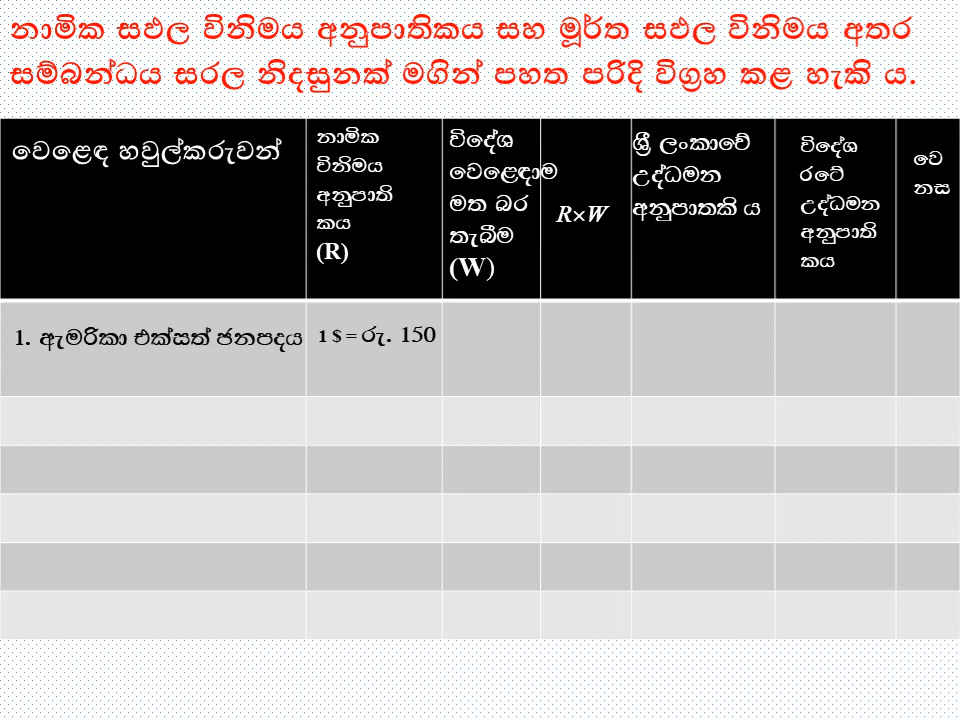 නාමික සඵල විනිමය අනුපාතිකය සහ මූර්ත සඵල විනිමය අතර
සම්බන්ධය සරල නිදසුනක් මගින් පහත පරිදි විග්‍රහ කළ හැකි ය.
වෙළෙඳ හවුල්කරුවන්
නාමික
විනිමය
අනුපාති
කය
(R)
විදේශ
වෙළෙඳාම
මත බර
තැබීම
(W)
R×W
ශ්‍රී ලංකාවේ
උද්ධමන
අනුපාතකි ය
විදේශ
රටේ
උද්ධමන
අනුපාති
කය
වෙ
නස
1. ඇමරිකා එක්සත් ජනපදය
1 $ = රු. 150